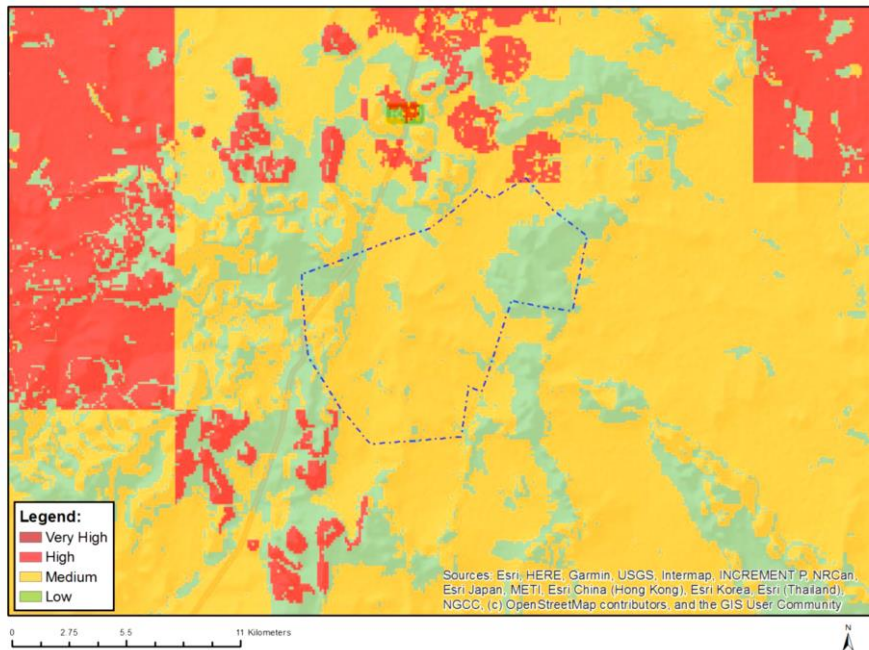 Legend:
Very High
High
Medium
Low
Sources: Esri, HERE, Garmin, USGS, Intermap, INCREMENT P, NRCan,
Esri Japan, METI, Esri China (Hong Kong), Esri Korea, Esri (Thailand),
NGCC, (c) OpenStreetMap contributors, and the GIS User Community
0 2.75 5.5 11 Kilometers
N